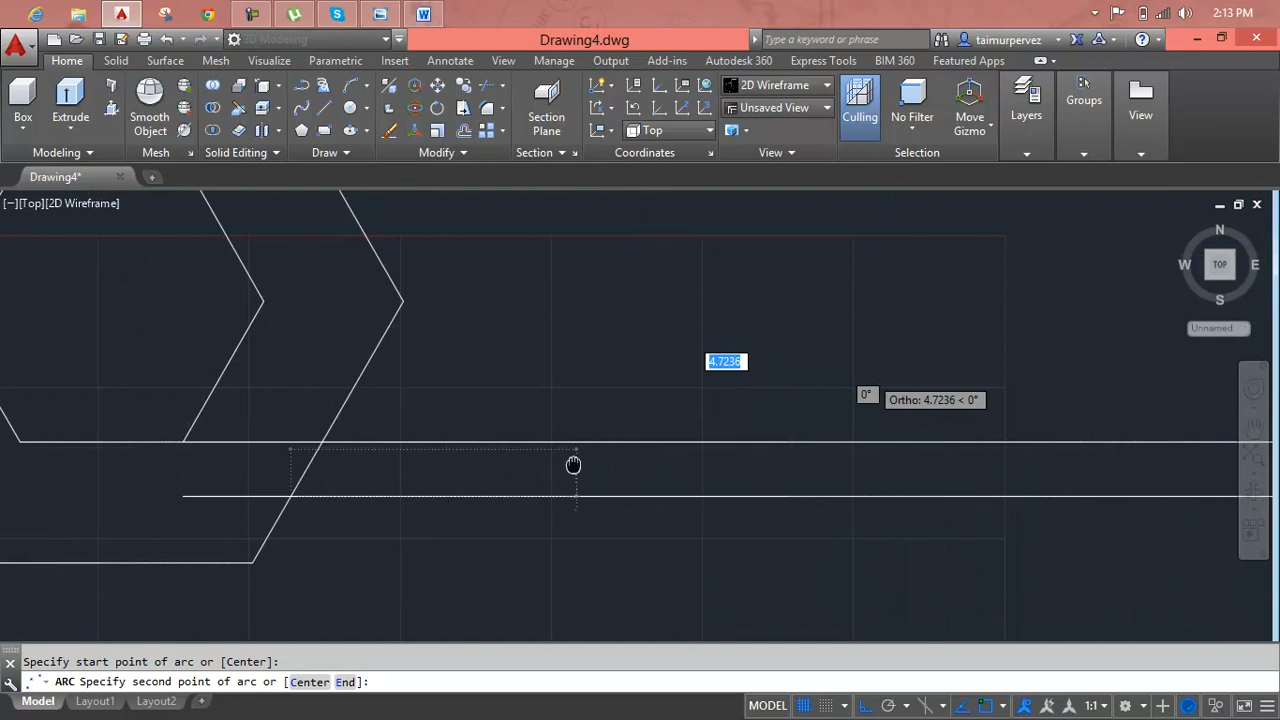 2:13 PM
3D Modeling
Drawing4.dwg
Type a keyword or phrase
taimurpervez
Home Solid Surface Mesh Visualize Parametric Insert Annotate View Manage Output Add-ins Autodesk 360 Express Tools BIM 360 Featured Apps
2D Wireframe
Unsaved View
Top
Box
Extrude
Smooth
Object
Section
Plane
Culling
No Filter
Move
Gizmo
Layers
Groups
View
Modeling
Mesh
Solid Editing
Draw
Modify
Section
Coordinates
View
Selection
Drawing4*
[−][Top][2D Wireframe]
N
W TOP E
S
Unnamed
4.7236
0° Ortho: 4.7236 < 0°
Specify start point of arc or [Center]:
ARC Specify second point of arc or [Center End]:
Model Layout1 Layout2
MODEL
1:1